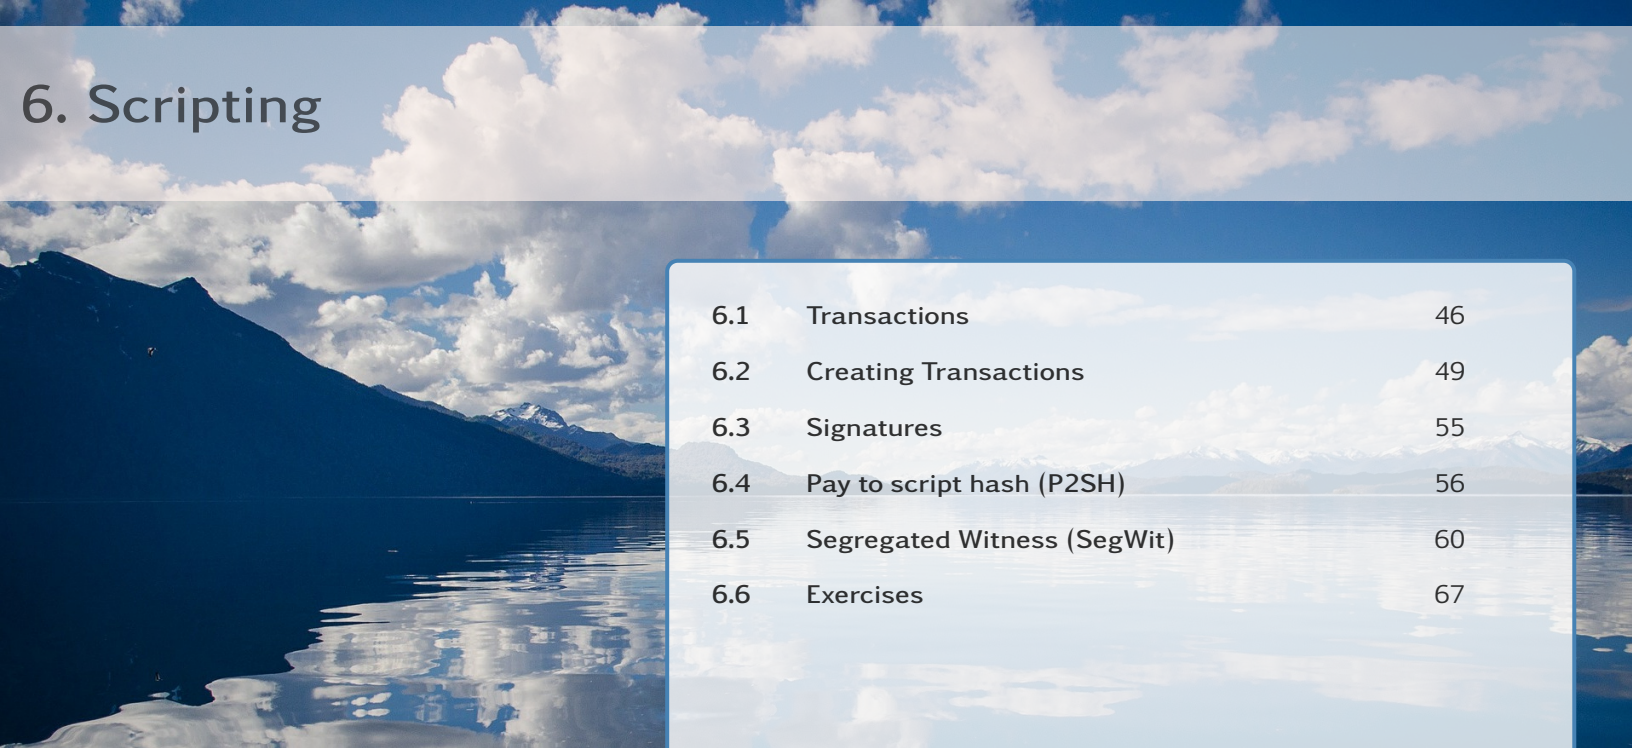 6. Scripting
6.1 Transactions 46
6.2 Creating Transactions 49
6.3 Signatures 55
6.4 Pay to script hash (P2SH) 56
6.5 Segregated Witness (SegWit) 60
6.6 Exercises 67